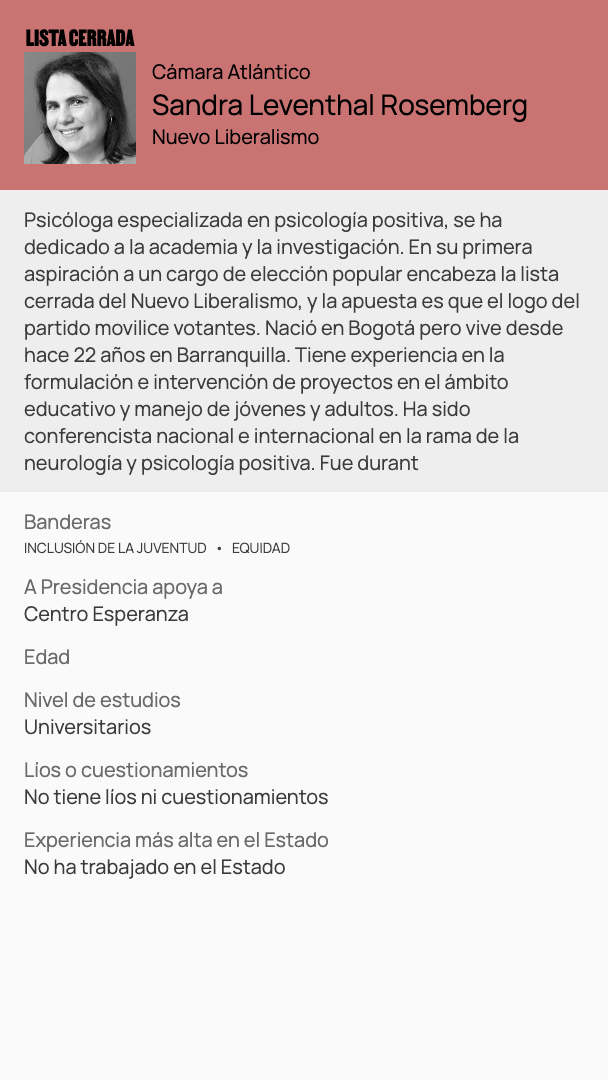 LISTA CERRADA
Cámara Atlántico
Sandra Leventhal Rosemberg
Nuevo Liberalismo
Psicóloga especializada en psicología positiva, se ha
dedicado a la academia y la investigación. En su primera
aspiración a un cargo de elección popular encabeza la lista
cerrada del Nuevo Liberalismo, y la apuesta es que el logo del
partido movilice votantes. Nació en Bogotá pero vive desde
hace 22 años en Barranquilla. Tiene experiencia en la
formulación e intervención de proyectos en el ámbito
educativo y manejo de jóvenes y adultos. Ha sido
conferencista nacional e internacional en la rama de la
neurología y psicología positiva. Fue durant
Banderas
INCLUSIÓN DE LA JUVENTUD • EQUIDAD
A Presidencia apoya a
Centro Esperanza
Edad
Nivel de estudios
Universitarios
Líos o cuestionamientos
No tiene líos ni cuestionamientos
Experiencia más alta en el Estado
No ha trabajado en el Estado